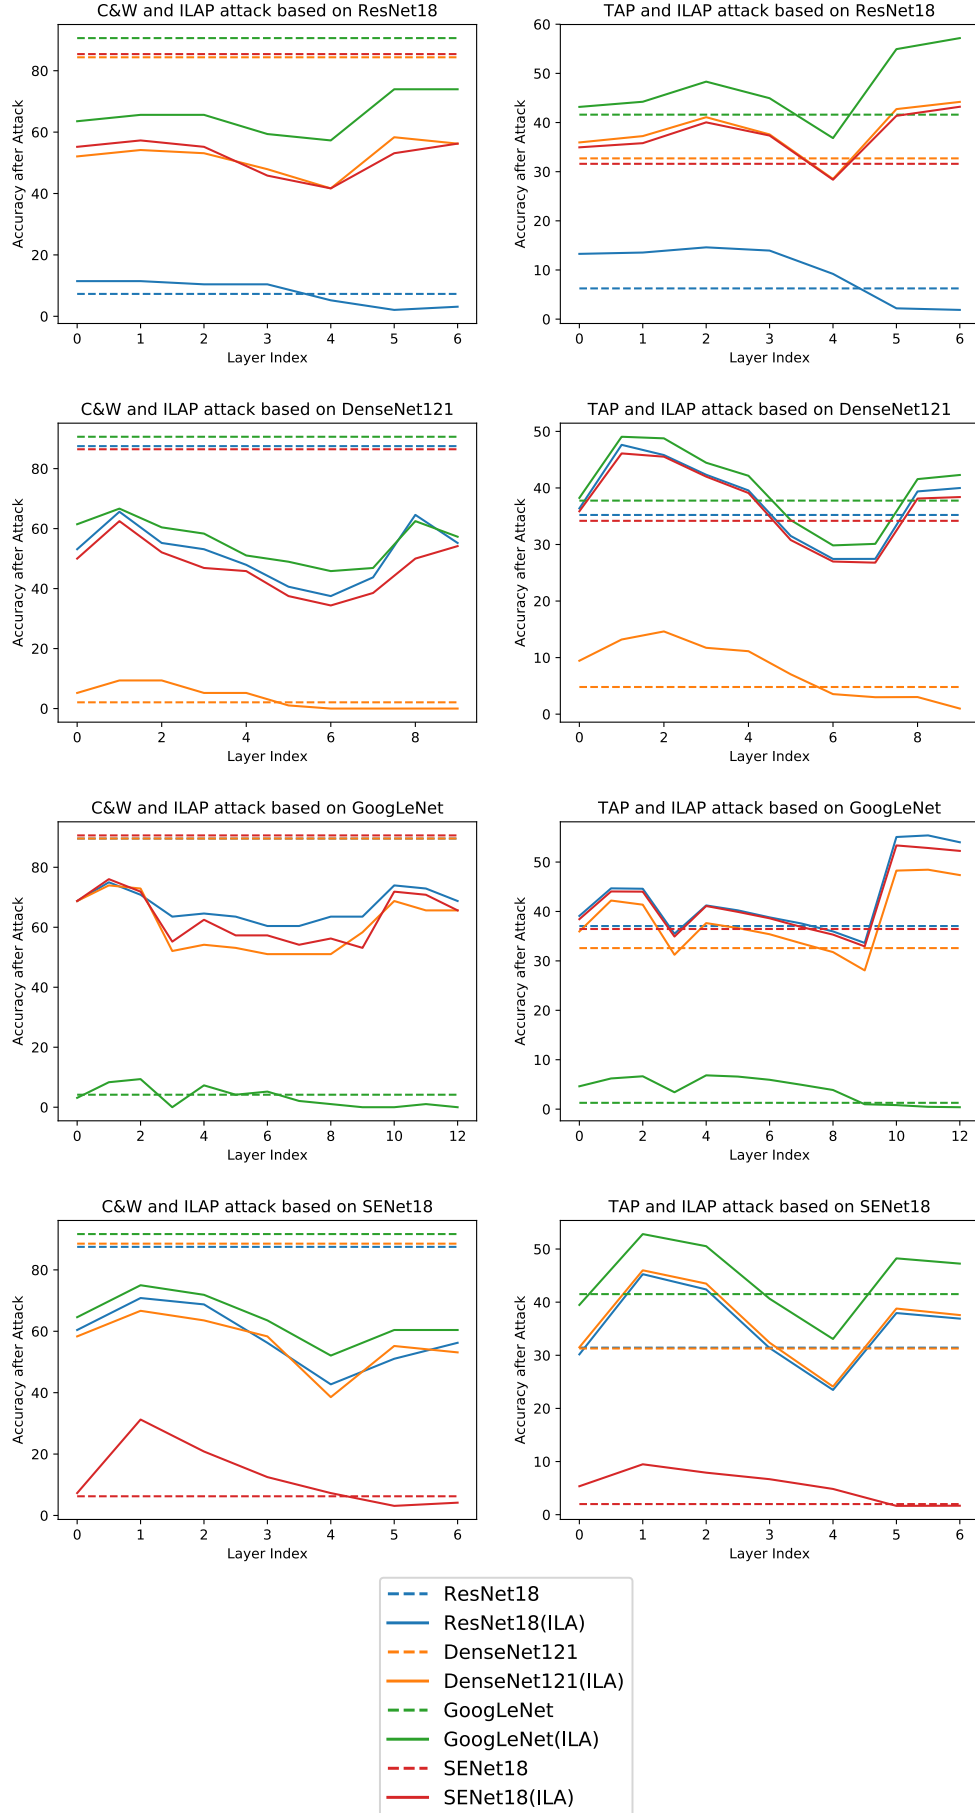 C&W and ILAP attack based on ResNet18
Accuracy after Attack
80
60
40
20
0
0 1 2 3 4 5 6
Layer Index
TAP and ILAP attack based on ResNet18
Accuracy after Attack
60
50
40
30
20
10
0
0 1 2 3 4 5 6
Layer Index
C&W and ILAP attack based on DenseNet121
Accuracy after Attack
80
60
40
20
0
0 2 4 6 8
Layer Index
TAP and ILAP attack based on DenseNet121
Accuracy after Attack
50
40
30
20
10
0
0 2 4 6 8
Layer Index
C&W and ILAP attack based on GoogLeNet
Accuracy after Attack
80
60
40
20
0
0 2 4 6 8 10 12
Layer Index
TAP and ILAP attack based on GoogLeNet
Accuracy after Attack
50
40
30
20
10
0
0 2 4 6 8 10 12
Layer Index
C&W and ILAP attack based on SENet18
Accuracy after Attack
80
60
40
20
0
0 1 2 3 4 5 6
Layer Index
TAP and ILAP attack based on SENet18
Accuracy after Attack
50
40
30
20
10
0
0 1 2 3 4 5 6
Layer Index
ResNet18
ResNet18(ILA)
DenseNet121
DenseNet121(ILA)
GoogLeNet
GoogLeNet(ILA)
SENet18
SENet18(ILA)